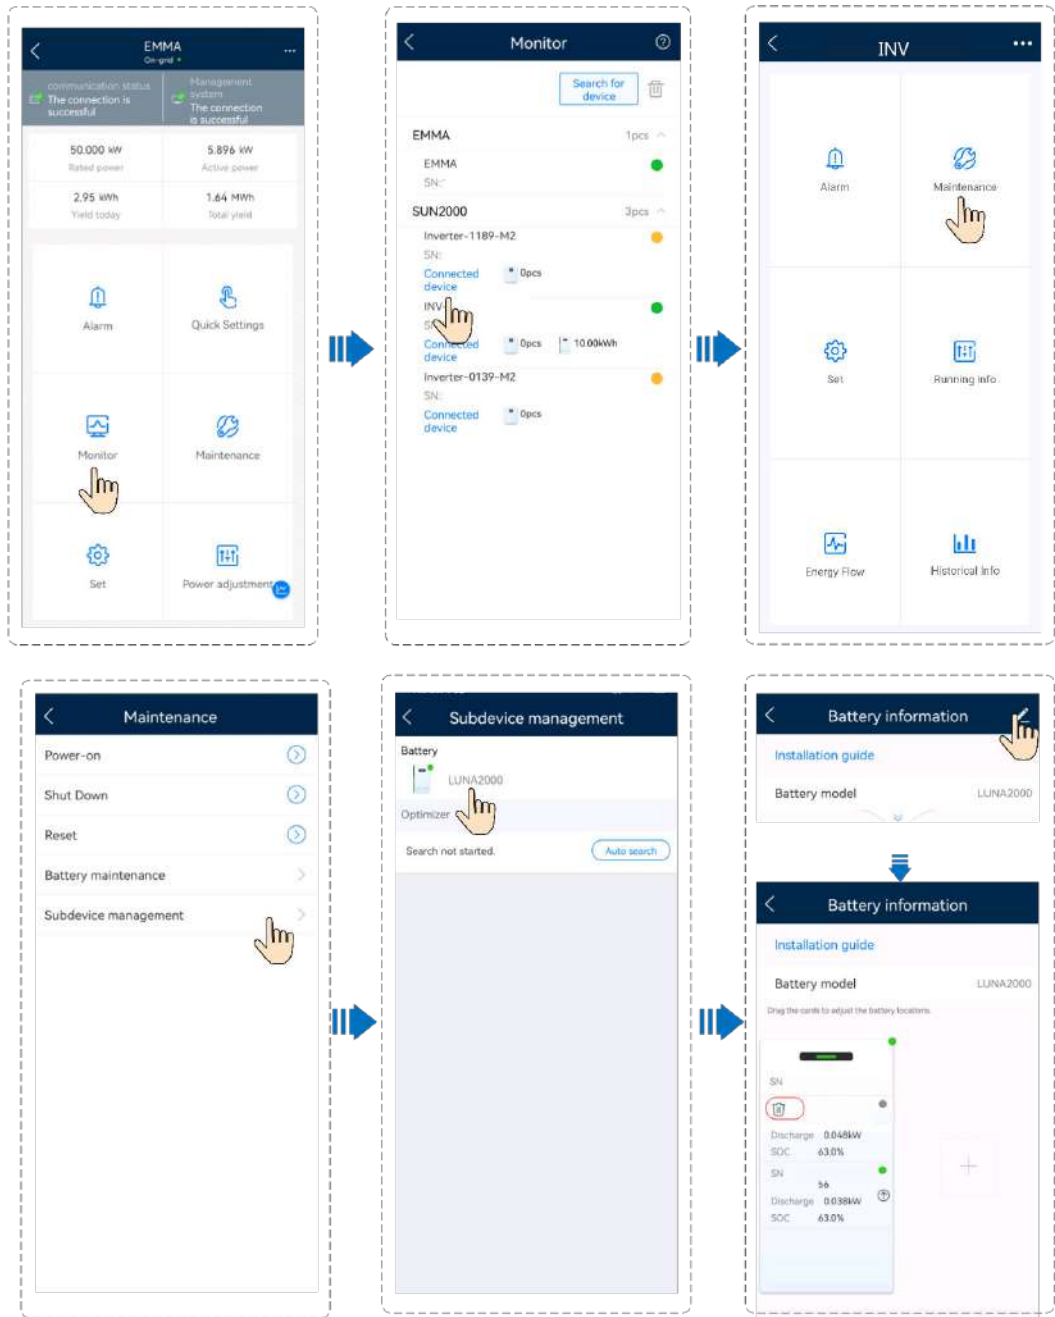 EMMA
On-grid
communication status
The connection is
successful
Management
system
The connection
is successful
50.000 kW
Rated power
5.896 kW
Active power
2.95 kWh
Yield today
1.64 MWh
Total yield
Alarm
Quick Settings
Monitor
Maintenance
Set
Power adjustment
Monitor
Search for
device
EMMA 1pcs
EMMA
SN:
SUN2000 3pcs
Inverter-1189-M2
SN:
Connected
device
0pcs
INV-
Connected
device
0pcs
10.00kWh
Inverter-0139-M2
SN:
Connected
device
0pcs
INV
Alarm
Maintenance
Set
Running Info
Energy Flow
Historical Info
Maintenance
Power-on
Shut Down
Reset
Battery maintenance
Subdevice management
Subdevice management
Battery
LUNA2000
Optimizer
Search not started.
Auto search
Battery information
Installation guide
Battery model LUNA2000
Battery information
Installation guide
Battery model LUNA2000
Drag the cards to adjust the battery locations.
SN
Discharge 0.048kW
SOC 63.0%
SN
56
Discharge 0.038kW
SOC 63.0%